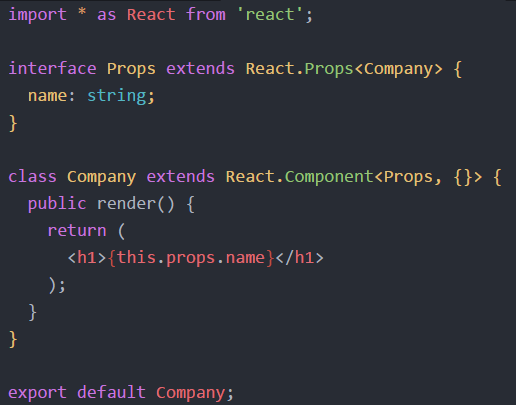 import * as React from 'react';
interface Props extends React.Props<Company> {
name: string;
}
class Company extends React.Component<Props, {}> {
public render() {
return (
<h1>{this.props.name}</h1>
);
}
}
export default Company;